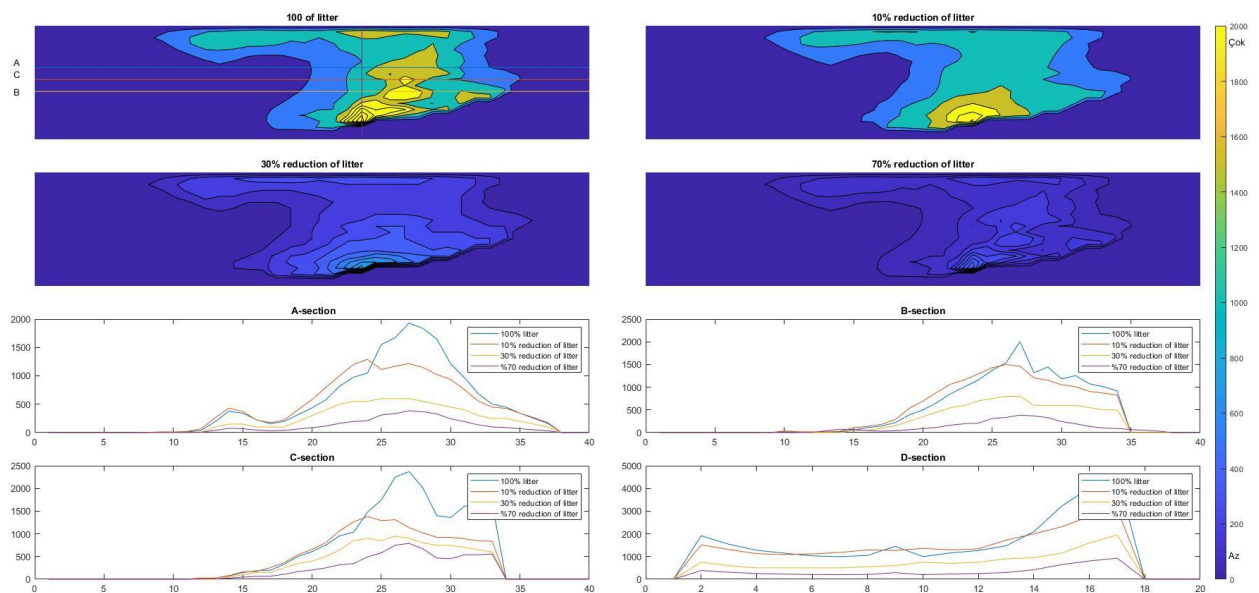 100 of litter
10% reduction of litter
A
C
B
30% reduction of litter
70% reduction of litter
2000
Çok
1800
1600
1400
1200
1000
800
600
400
200
Az
0
A-section
2000
1500
1000
500
0
0 5 10 15 20 25 30 35 40
100% litter
10% reduction of litter
30% reduction of litter
%70 reduction of litter
B-section
2500
2000
1500
1000
500
0
0 5 10 15 20 25 30 35 40
100% litter
10% reduction of litter
30% reduction of litter
%70 reduction of litter
C-section
2500
2000
1500
1000
500
0
0 5 10 15 20 25 30 35 40
100% litter
10% reduction of litter
30% reduction of litter
%70 reduction of litter
D-section
5000
4000
3000
2000
1000
0
0 2 4 6 8 10 12 14 16 18 20
100% litter
10% reduction of litter
30% reduction of litter
%70 reduction of litter